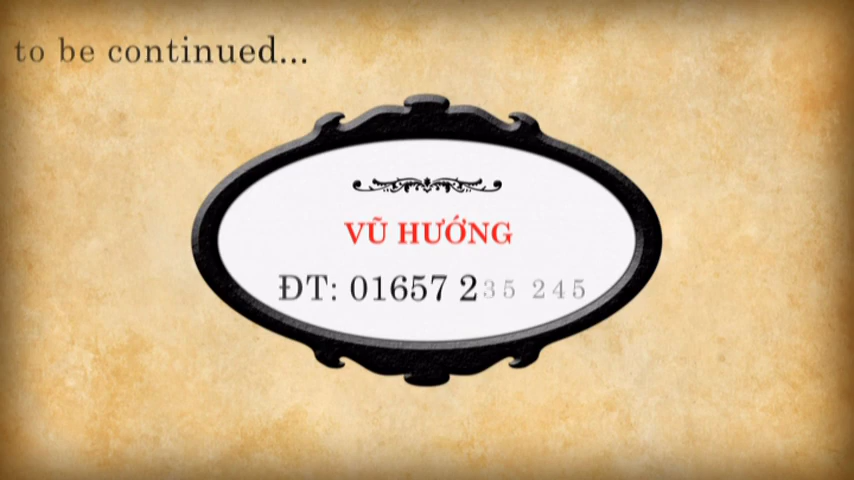 to be continued...
VŨ HƯỚNG
ĐT: 01657 235 245